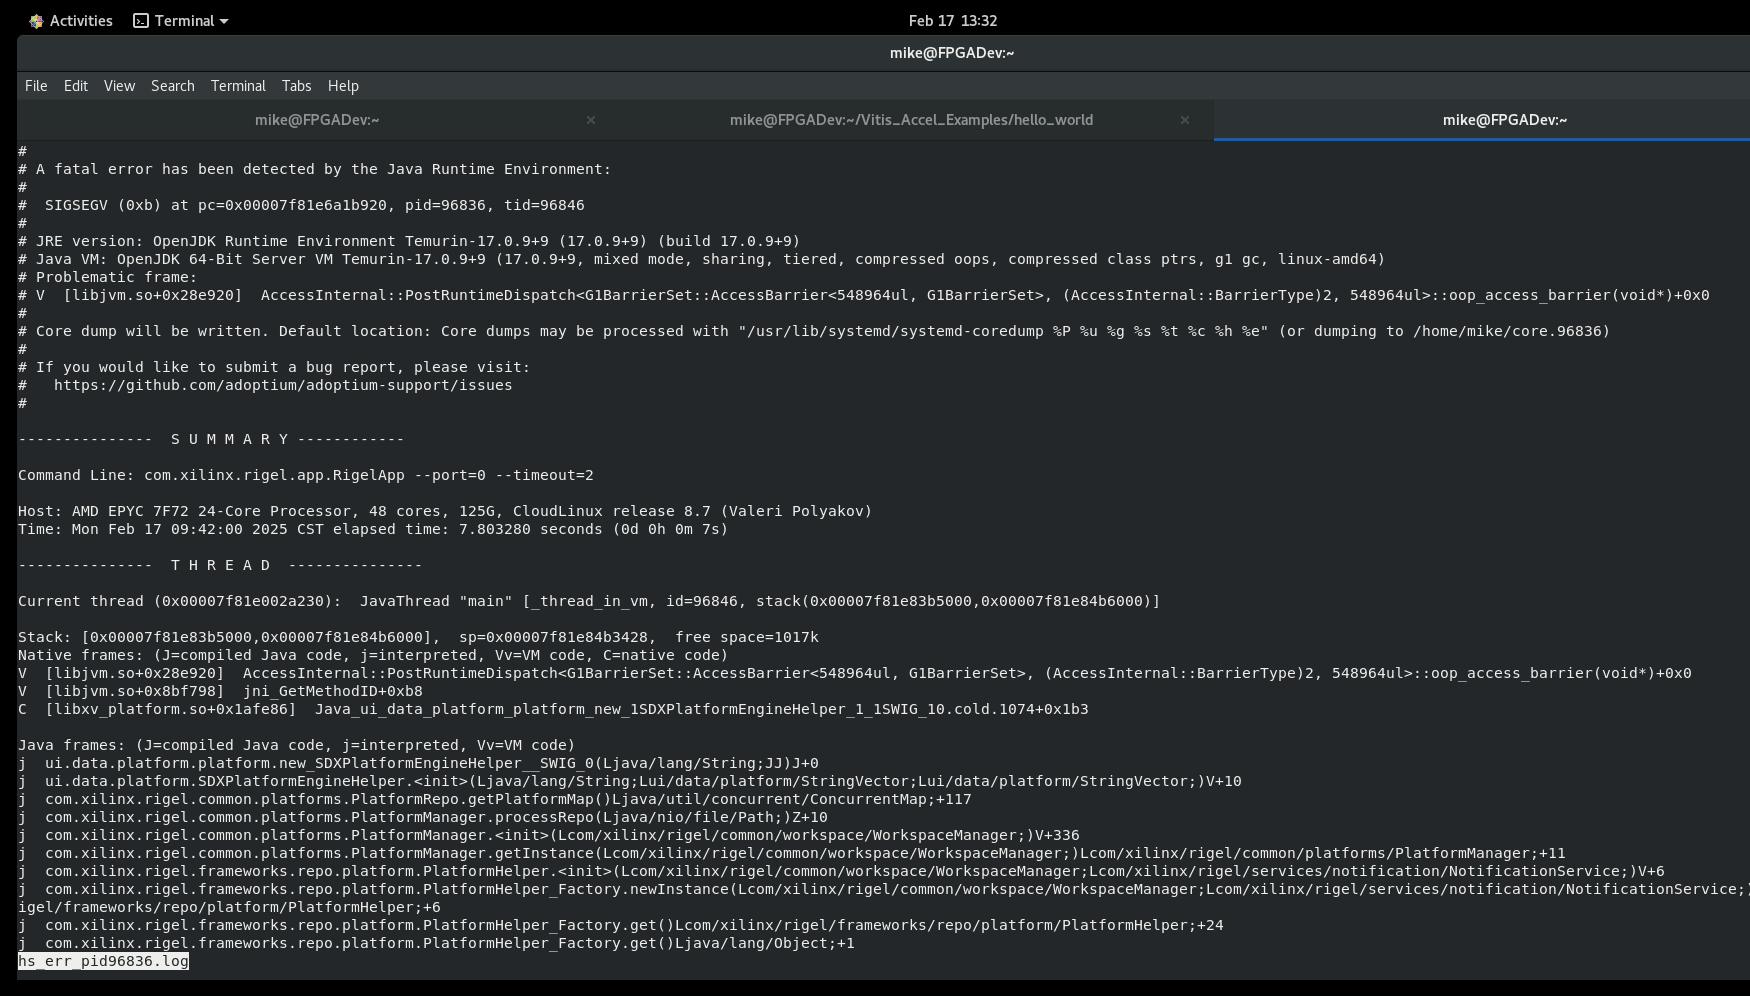 Activities Terminal Feb 17 13:32
mike@FPGADev:~
File Edit View Search Terminal Tabs Help
mike@FPGADev:~ × mike@FPGADev:~/Vitis_Accel_Examples/hello_world × mike@FPGADev:~
#
# A fatal error has been detected by the Java Runtime Environment:
#
#  SIGSEGV (0xb) at pc=0x00007f81e6a1b920, pid=96836, tid=96846
#
# JRE version: OpenJDK Runtime Environment Temurin-17.0.9+9 (17.0.9+9) (build 17.0.9+9)
# Java VM: OpenJDK 64-Bit Server VM Temurin-17.0.9+9 (17.0.9+9, mixed mode, sharing, tiered, compressed oops, compressed class ptrs, g1 gc, linux-amd64)
# Problematic frame:
# V  [libjvm.so+0x28e920]  AccessInternal::PostRuntimeDispatch<G1BarrierSet::AccessBarrier<548964ul, G1BarrierSet>, (AccessInternal::BarrierType)2, 548964ul>::oop_access_barrier(void*)+0x0
#
# Core dump will be written. Default location: Core dumps may be processed with "/usr/lib/systemd/systemd-coredump %P %u %g %s %t %c %h %e" (or dumping to /home/mike/core.96836)
#
# If you would like to submit a bug report, please visit:
#   https://github.com/adoptium/adoptium-support/issues
#
---------------  S U M M A R Y ------------
Command Line: com.xilinx.rigel.app.RigelApp --port=0 --timeout=2
Host: AMD EPYC 7F72 24-Core Processor, 48 cores, 125G, CloudLinux release 8.7 (Valeri Polyakov)
Time: Mon Feb 17 09:42:00 2025 CST elapsed time: 7.803280 seconds (0d 0h 0m 7s)
---------------  T H R E A D  ---------------
Current thread (0x00007f81e002a230):  JavaThread "main" [_thread_in_vm, id=96846, stack(0x00007f81e83b5000,0x00007f81e84b6000)]
Stack: [0x00007f81e83b5000,0x00007f81e84b6000],  sp=0x00007f81e84b3428,  free space=1017k
Native frames: (J=compiled Java code, j=interpreted, Vv=VM code, C=native code)
V  [libjvm.so+0x28e920]  AccessInternal::PostRuntimeDispatch<G1BarrierSet::AccessBarrier<548964ul, G1BarrierSet>, (AccessInternal::BarrierType)2, 548964ul>::oop_access_barrier(void*)+0x0
V  [libjvm.so+0x8bf798]  jni_GetMethodID+0xb8
C  [libxv_platform.so+0x1afe86]  Java_ui_data_platform_platform_new_1SDXPlatformEngineHelper_1_1SWIG_10.cold.1074+0x1b3
Java frames: (J=compiled Java code, j=interpreted, Vv=VM code)
j  ui.data.platform.platform.new_SDXPlatformEngineHelper__SWIG_0(Ljava/lang/String;JJ)J+0
j  ui.data.platform.SDXPlatformEngineHelper.<init>(Ljava/lang/String;Lui/data/platform/StringVector;Lui/data/platform/StringVector;)V+10
j  com.xilinx.rigel.common.platforms.PlatformRepo.getPlatformMap()Ljava/util/concurrent/ConcurrentMap;+117
j  com.xilinx.rigel.common.platforms.PlatformManager.processRepo(Ljava/nio/file/Path;)Z+10
j  com.xilinx.rigel.common.platforms.PlatformManager.<init>(Lcom/xilinx/rigel/common/workspace/WorkspaceManager;)V+336
j  com.xilinx.rigel.common.platforms.PlatformManager.getInstance(Lcom/xilinx/rigel/common/workspace/WorkspaceManager;)Lcom/xilinx/rigel/common/platforms/PlatformManager;+11
j  com.xilinx.rigel.frameworks.repo.platform.PlatformHelper.<init>(Lcom/xilinx/rigel/common/workspace/WorkspaceManager;Lcom/xilinx/rigel/services/notification/NotificationService;)V+6
j  com.xilinx.rigel.frameworks.repo.platform.PlatformHelper_Factory.newInstance(Lcom/xilinx/rigel/common/workspace/WorkspaceManager;Lcom/xilinx/rigel/services/notification/NotificationService;)
igel/frameworks/repo/platform/PlatformHelper;+6
j  com.xilinx.rigel.frameworks.repo.platform.PlatformHelper_Factory.get()Lcom/xilinx/rigel/frameworks/repo/platform/PlatformHelper;+24
j  com.xilinx.rigel.frameworks.repo.platform.PlatformHelper_Factory.get()Ljava/lang/Object;+1
hs_err_pid96836.log